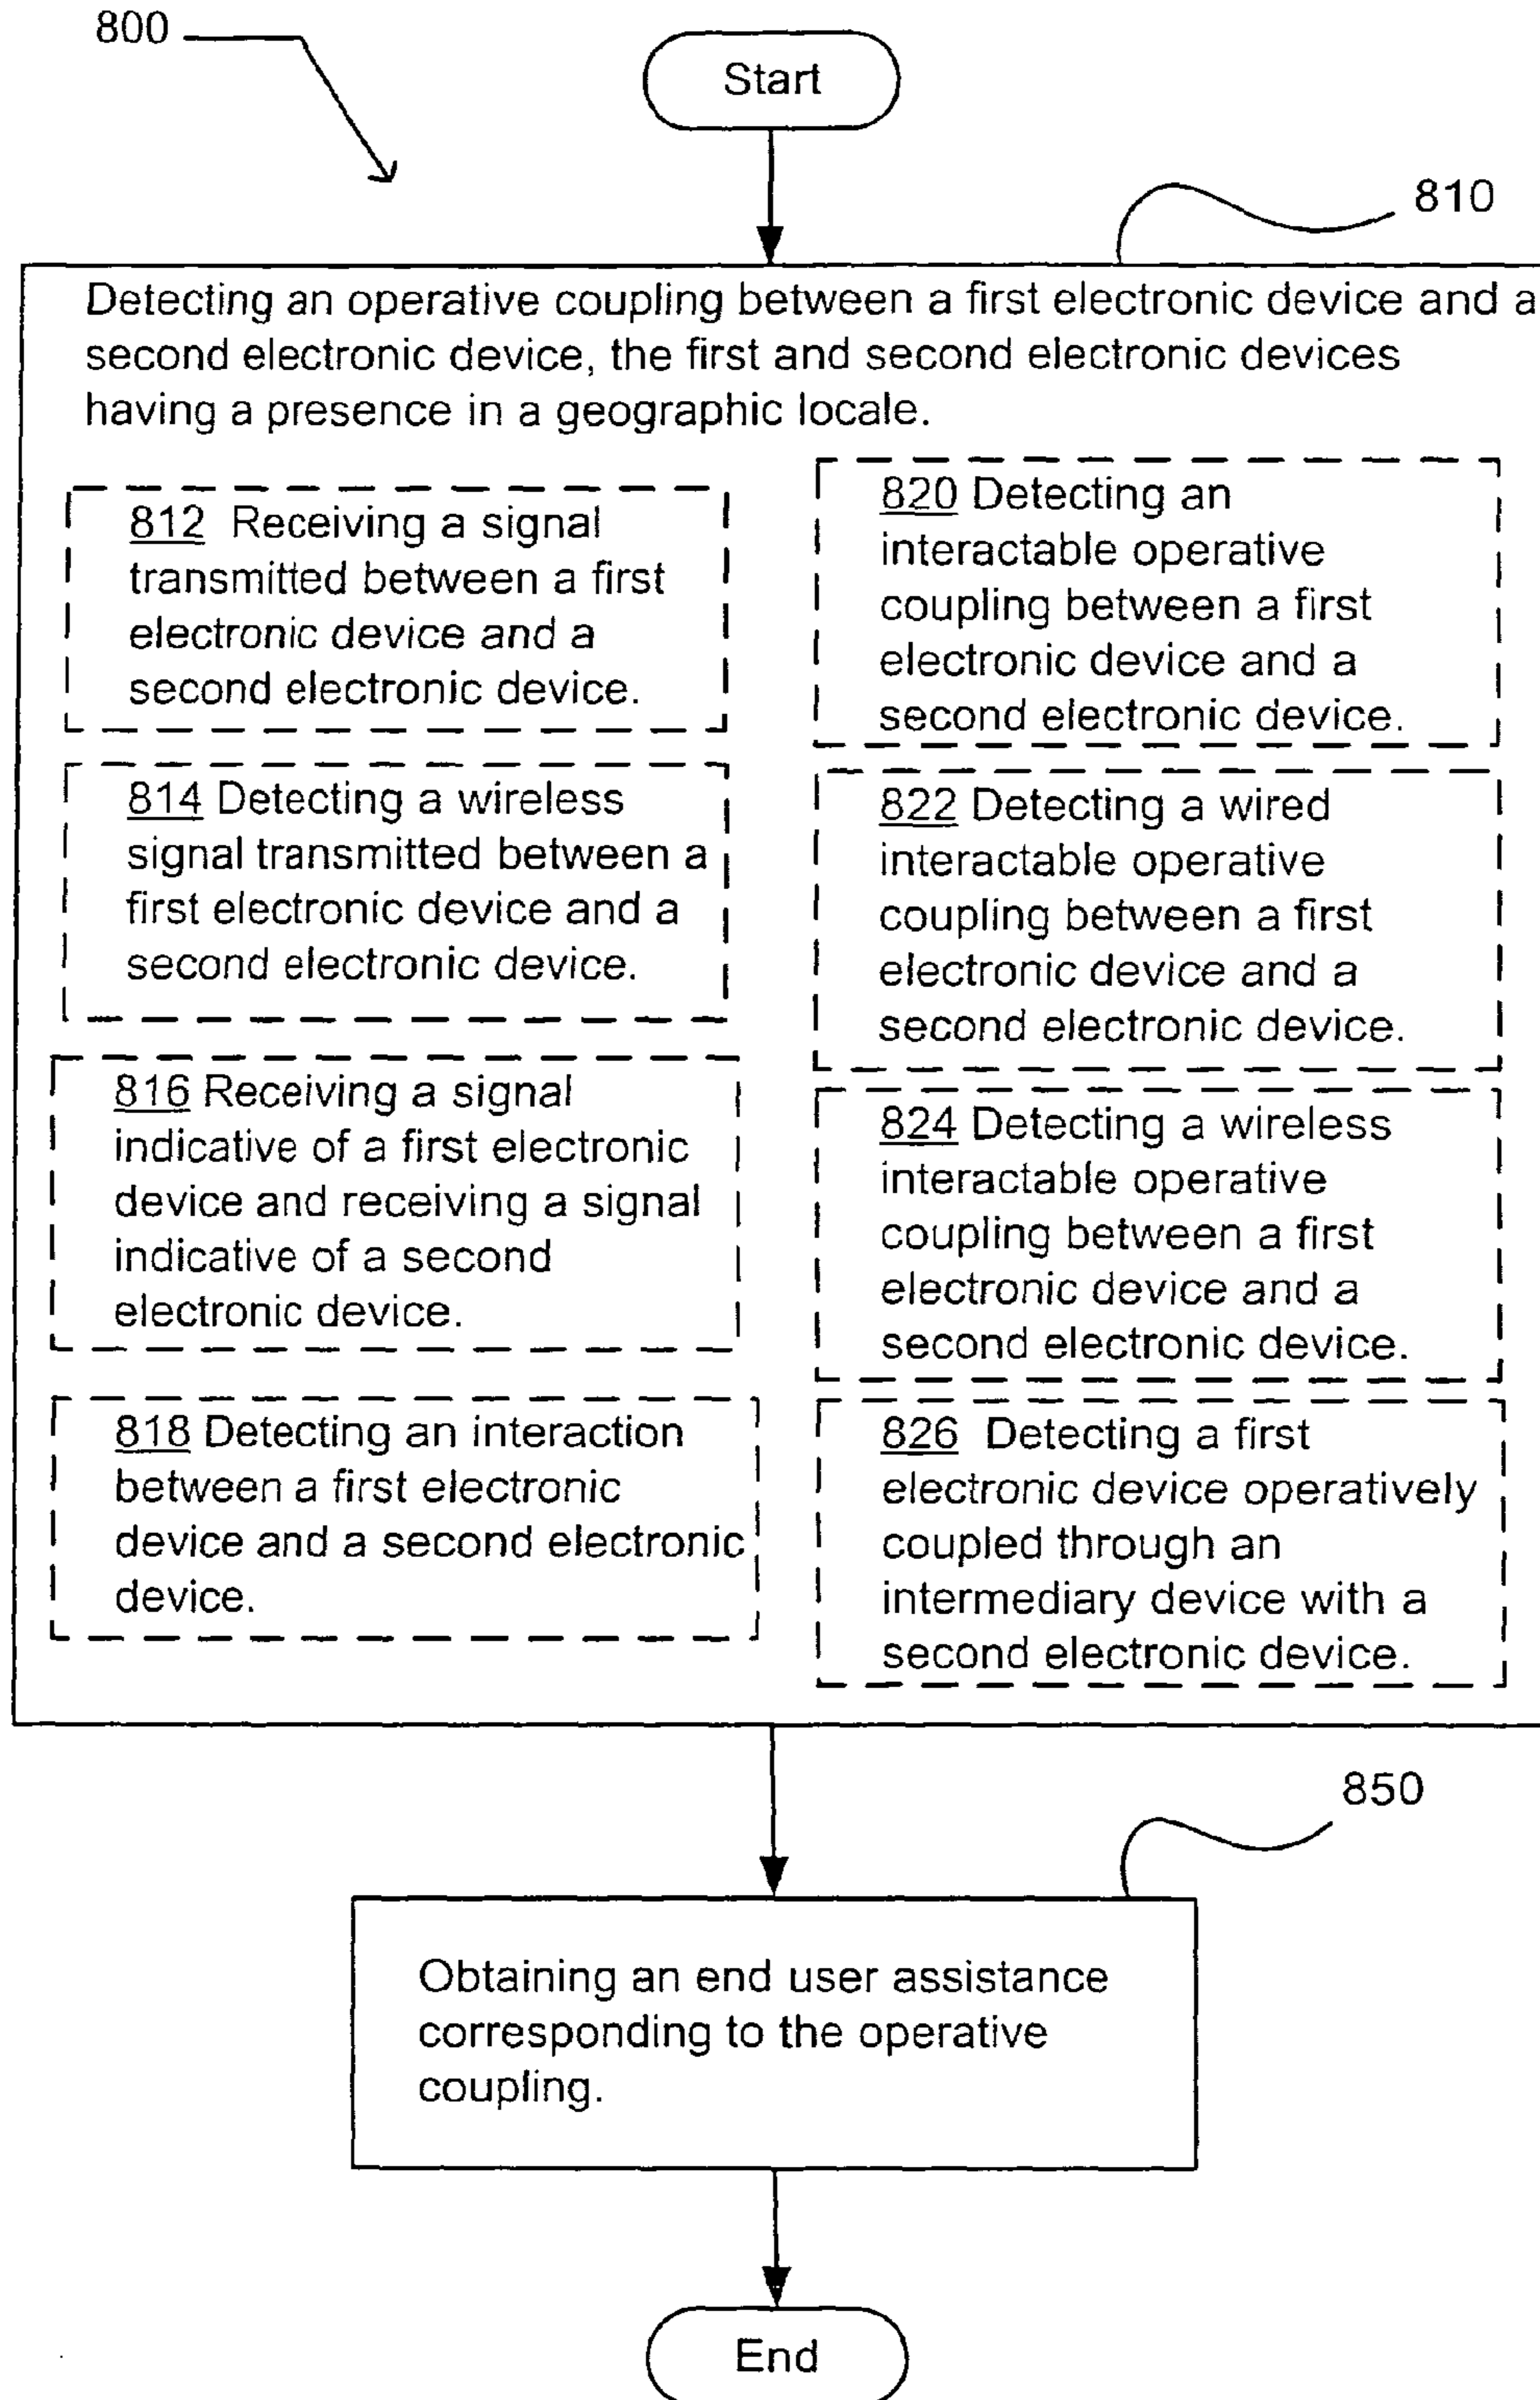 800
Start
810
Detecting an operative coupling between a first electronic device and a
second electronic device, the first and second electronic devices
having a presence in a geographic locale.
812 Receiving a signal
transmitted between a first
electronic device and a
second electronic device.
814 Detecting a wireless
signal transmitted between a
first electronic device and a
second electronic device.
816 Receiving a signal
indicative of a first electronic
device and receiving a signal
indicative of a second
electronic device.
818 Detecting an interaction
between a first electronic
device and a second electronic
device.
820 Detecting an
interactable operative
coupling between a first
electronic device and a
second electronic device.
822 Detecting a wired
interactable operative
coupling between a first
electronic device and a
second electronic device.
824 Detecting a wireless
interactable operative
coupling between a first
electronic device and a
second electronic device.
826 Detecting a first
electronic device operatively
coupled through an
intermediary device with a
second electronic device.
850
Obtaining an end user assistance
corresponding to the operative
coupling.
End